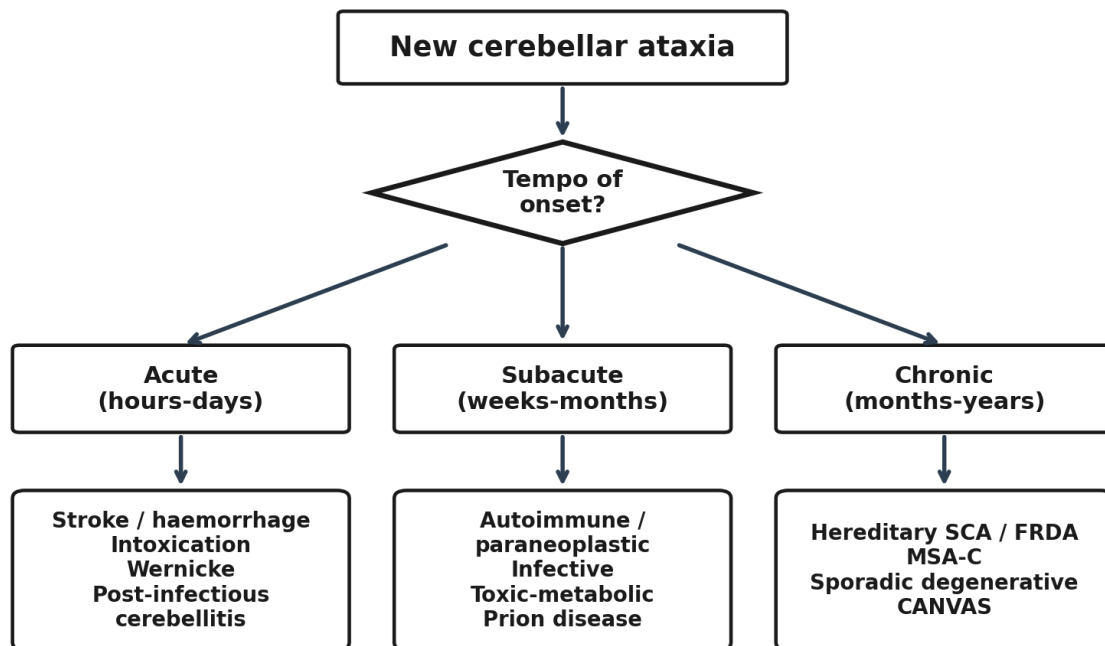 New cerebellar ataxia
Tempo of
onset?
Acute
(hours-days)
Subacute
(weeks-months)
Chronic
(months-years)
Stroke / haemorrhage
Intoxication
Wernicke
Post-infectious
cerebellitis
Autoimmune /
paraneoplastic
Infective
Toxic-metabolic
Prion disease
Hereditary SCA / FRDA
MSA-C
Sporadic degenerative
CANVAS